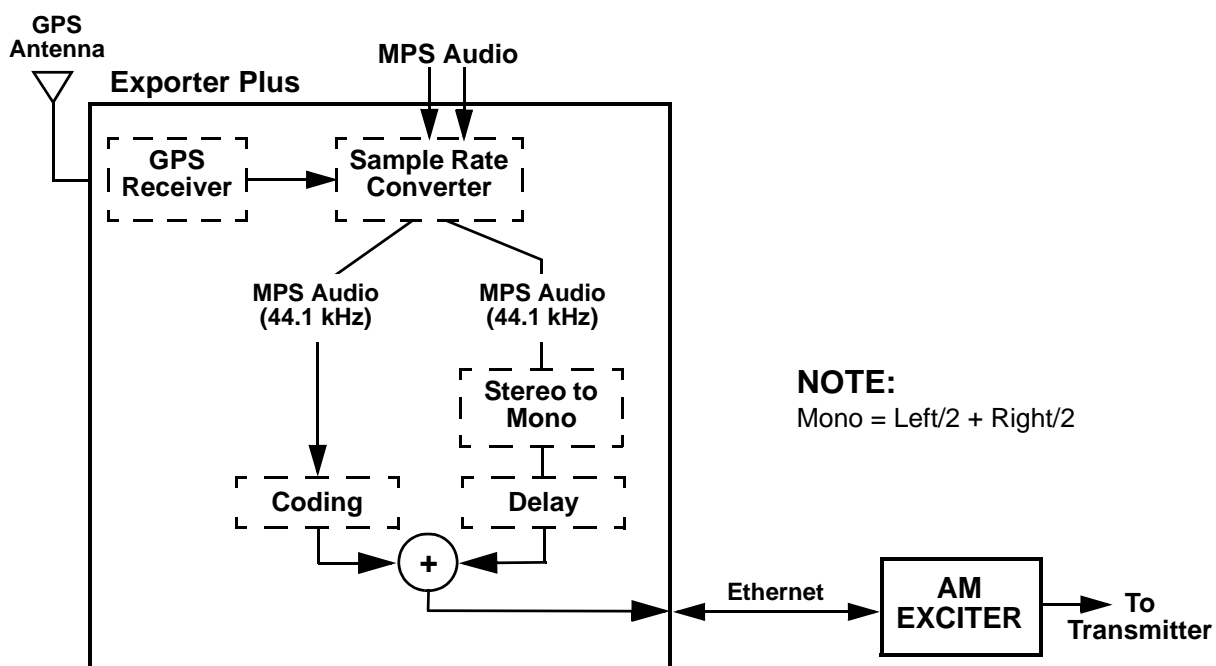 GPS
Antenna
MPS Audio
Exporter Plus
GPS
Receiver
Sample Rate
Converter
MPS Audio
(44.1 kHz)
MPS Audio
(44.1 kHz)
Stereo to
Mono
NOTE:
Mono = Left/2 + Right/2
Coding
Delay
+
Ethernet
AM
EXCITER
To
Transmitter